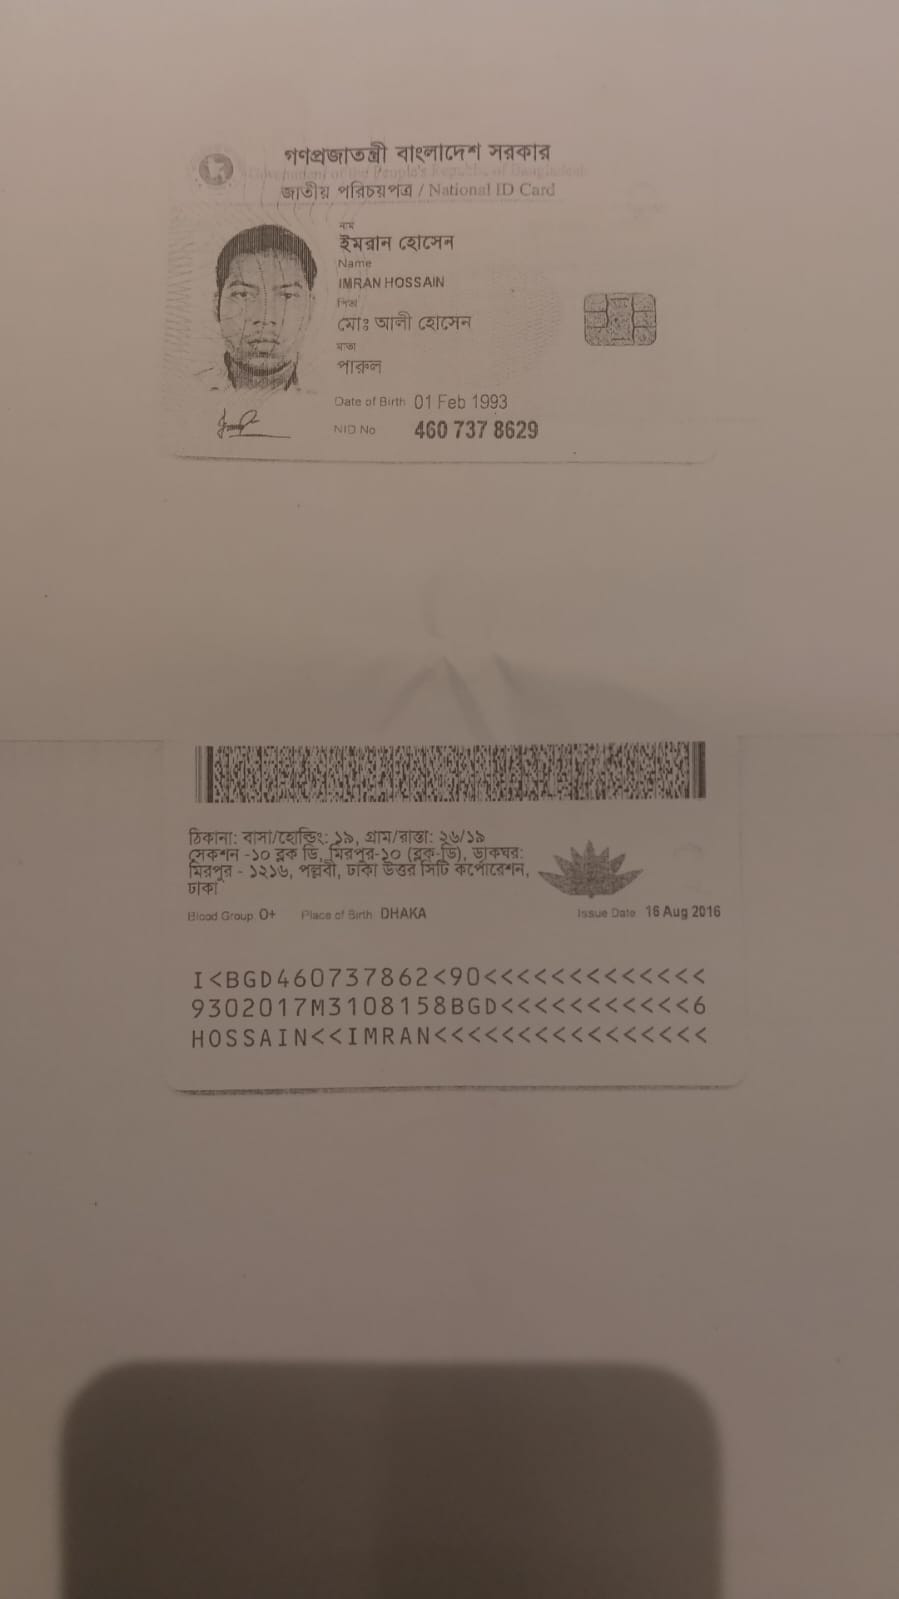 গণপ্রজাতন্ত্রী বাংলাদেশ সরকার
Government of the People's Republic of Bangladesh
জাতীয় পরিচয়পত্র / National ID Card
নাম
ইমরান হোসেন
Name
IMRAN HOSSAIN
পিতা
মোঃ আলী হোসেন
মাতা
পারুল
Date of Birth 01 Feb 1993
NID No 460 737 8629
ঠিকানা: বাসা/হোল্ডিং: ১৯, গ্রাম/রাস্তা: ২৬/১৯
সেকশন -১০ ব্লক ডি, মিরপুর-১০ (ব্লক-ডি), ডাকঘর:
মিরপুর - ১২১৬, পল্লবী, ঢাকা উত্তর সিটি কর্পোরেশন,
ঢাকা
Blood Group O+ Place of Birth DHAKA Issue Date 16 Aug 2016
I<BGD460737862<90<<<<<<<<<<<<<
9302017M3108158BGD<<<<<<<<<<<6
HOSSAIN<<IMRAN<<<<<<<<<<<<<<<<